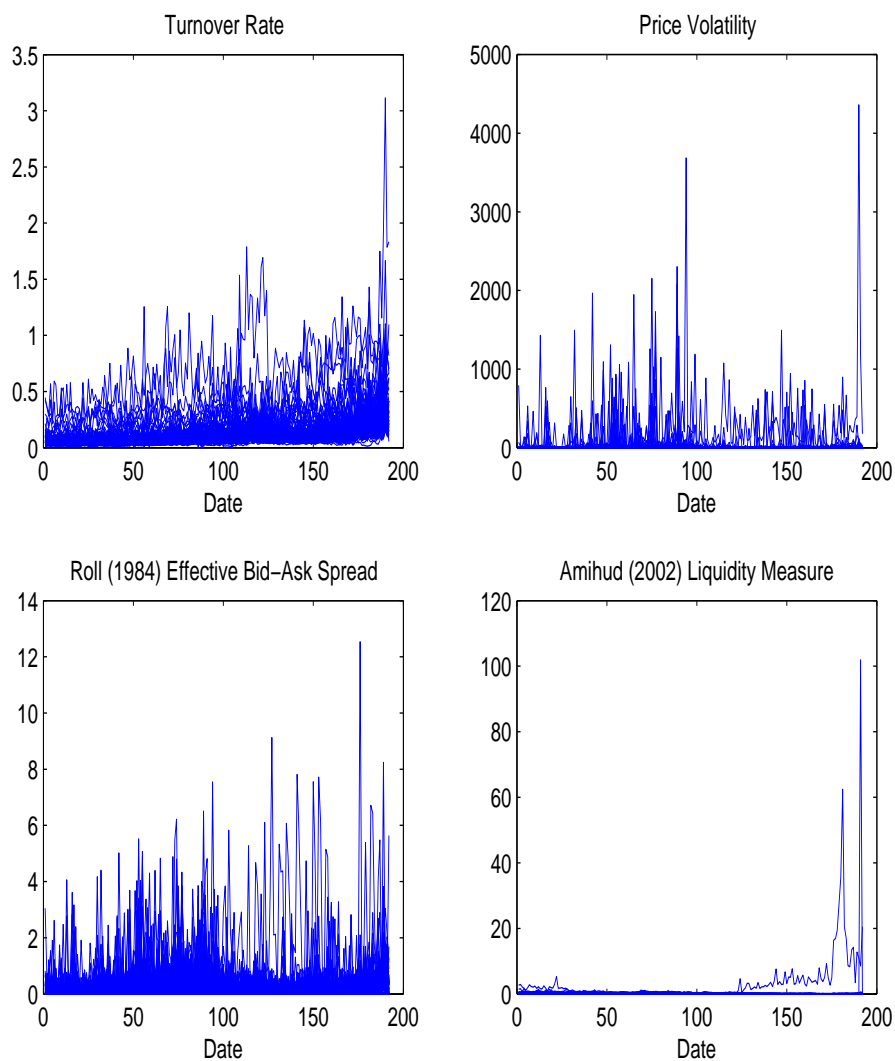 Turnover Rate
3.5
3
2.5
2
1.5
1
0.5
0
0 50 100 150 200
Date
Price Volatility
5000
4000
3000
2000
1000
0
0 50 100 150 200
Date
Roll (1984) Effective Bid−Ask Spread
14
12
10
8
6
4
2
0
0 50 100 150 200
Date
Amihud (2002) Liquidity Measure
120
100
80
60
40
20
0
0 50 100 150 200
Date